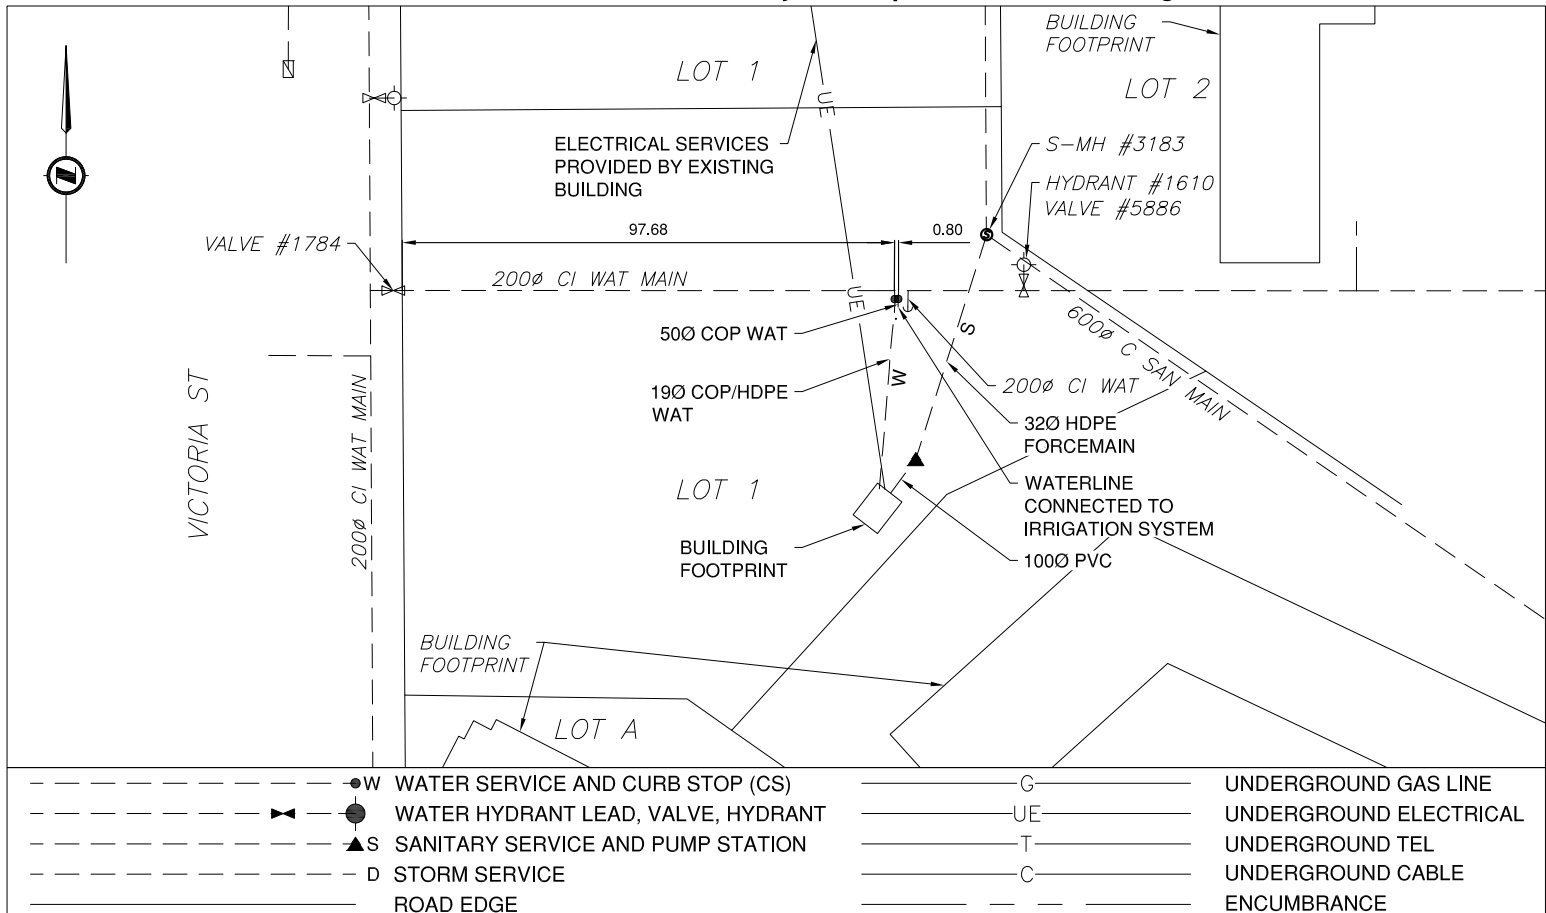 BUILDING
FOOTPRINT
LOT 1
LOT 2
UE
ELECTRICAL SERVICES
PROVIDED BY EXISTING
BUILDING
S-MH #3183
HYDRANT #1610
VALVE #5886
N
VALVE #1784
97.68
0.80
S
200ø CI WAT MAIN
UE
50Ø COP WAT
S
600ø C SAN MAIN
19Ø COP/HDPE
WAT
W
200ø CI WAT
32Ø HDPE
FORCEMAIN
VICTORIA ST
200ø CI WAT MAIN
LOT 1
WATERLINE
CONNECTED TO
IRRIGATION SYSTEM
BUILDING
FOOTPRINT
100Ø PVC
BUILDING
FOOTPRINT
LOT A
W WATER SERVICE AND CURB STOP (CS)
WATER HYDRANT LEAD, VALVE, HYDRANT
S SANITARY SERVICE AND PUMP STATION
D STORM SERVICE
ROAD EDGE
G UNDERGROUND GAS LINE
UE UNDERGROUND ELECTRICAL
T UNDERGROUND TEL
C UNDERGROUND CABLE
ENCUMBRANCE